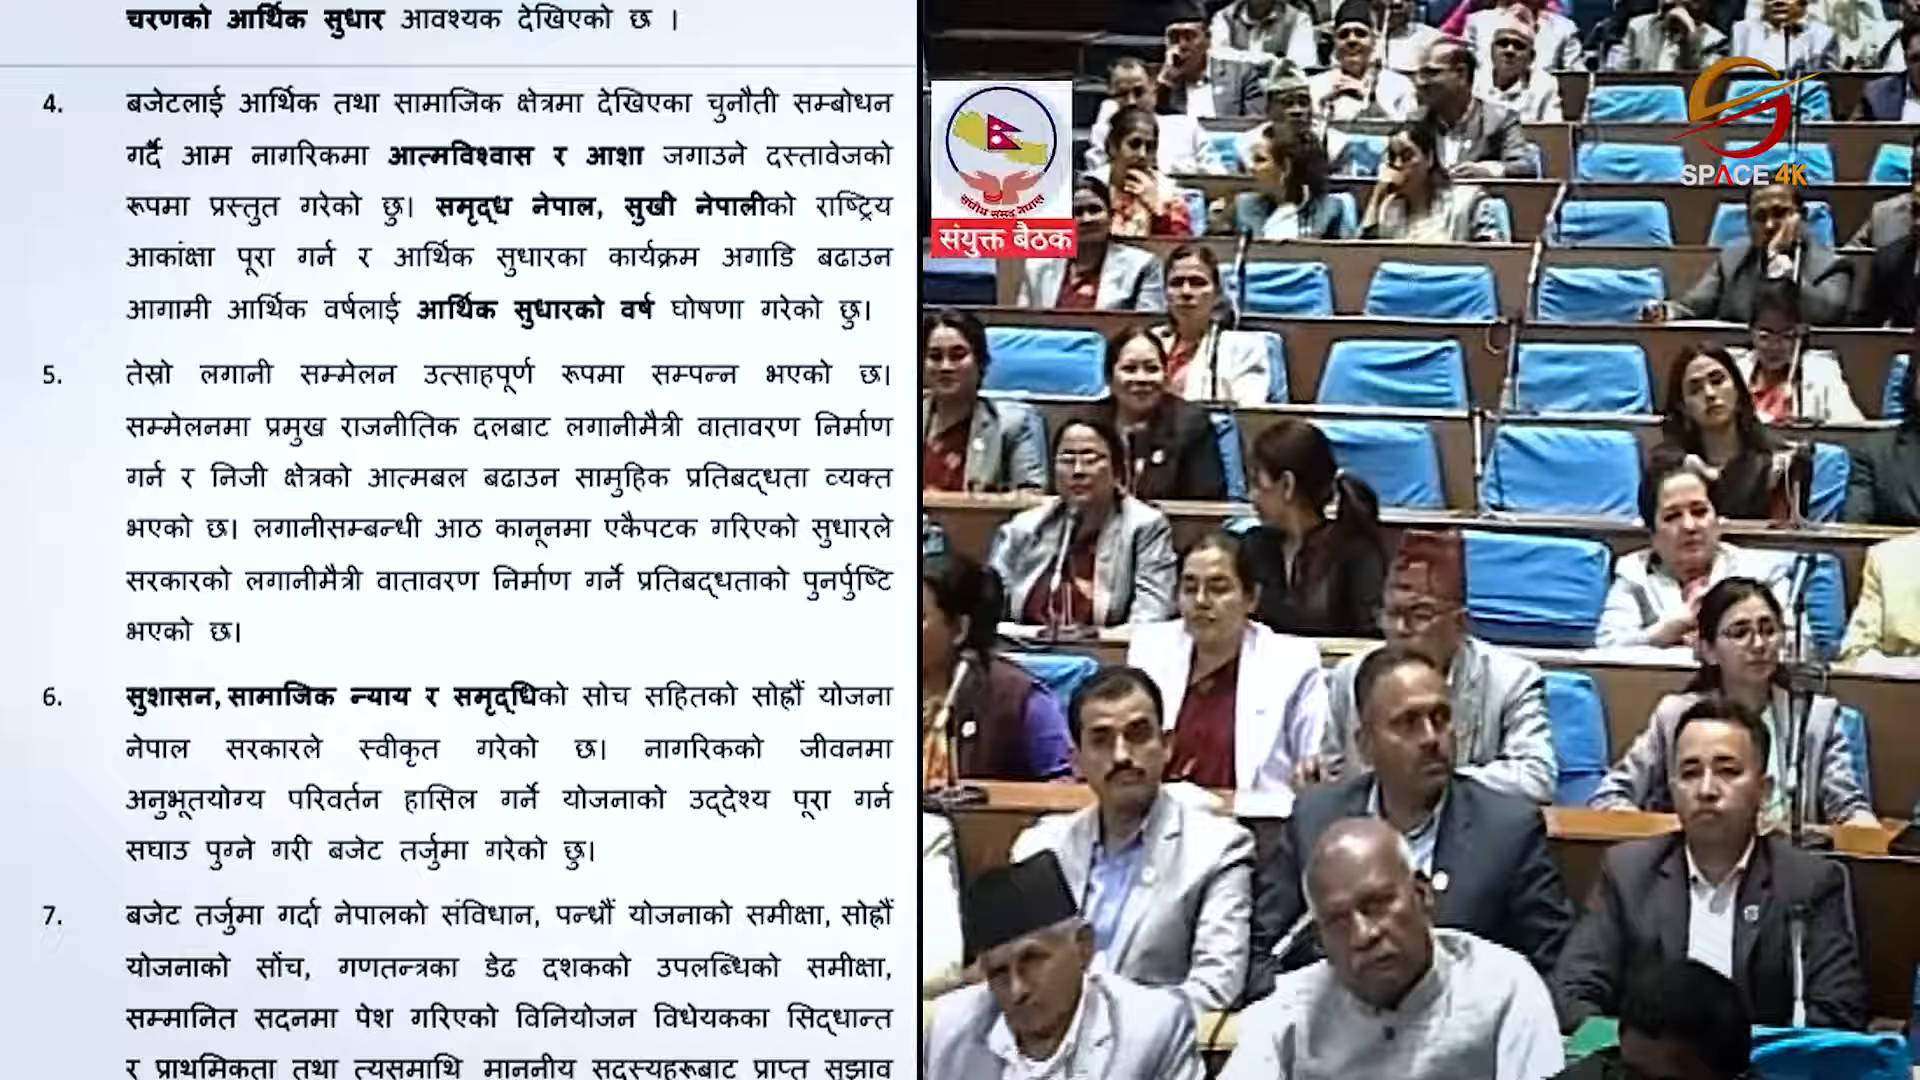 चरणको आर्थिक सुधार आवश्यक देखिएको छ ।
4. बजेटलाई आर्थिक तथा सामाजिक क्षेत्रमा देखिएका चुनौती सम्बोधन
गर्दै आम नागरिकमा आत्मविश्वास र आशा जगाउने दस्तावेजको
रूपमा प्रस्तुत गरेको छु। समृद्ध नेपाल, सुखी नेपालीको राष्ट्रिय
आकांक्षा पूरा गर्न र आर्थिक सुधारका कार्यक्रम अगाडि बढाउन
आगामी आर्थिक वर्षलाई आर्थिक सुधारको वर्ष घोषणा गरेको छु।
5. तेस्रो लगानी सम्मेलन उत्साहपूर्ण रूपमा सम्पन्न भएको छ।
सम्मेलनमा प्रमुख राजनीतिक दलबाट लगानीमैत्री वातावरण निर्माण
गर्न र निजी क्षेत्रको आत्मबल बढाउन सामुहिक प्रतिबद्धता व्यक्त
भएको छ। लगानीसम्बन्धी आठ कानूनमा एकैपटक गरिएको सुधारले
सरकारको लगानीमैत्री वातावरण निर्माण गर्ने प्रतिबद्धताको पुनर्पुष्टि
भएको छ।
6. सुशासन, सामाजिक न्याय र समृद्धिको सोच सहितको सोह्रौं योजना
नेपाल सरकारले स्वीकृत गरेको छ। नागरिकको जीवनमा
अनुभूतयोग्य परिवर्तन हासिल गर्ने योजनाको उद्देश्य पूरा गर्न
सघाउ पुग्ने गरी बजेट तर्जुमा गरेको छु।
7. बजेट तर्जुमा गर्दा नेपालको संविधान, पन्ध्रौं योजनाको समीक्षा, सोह्रौं
योजनाको सोंच, गणतन्त्रका डेढ दशकको उपलब्धिको समीक्षा,
सम्मानित सदनमा पेश गरिएको विनियोजन विधेयकका सिद्धान्त
र प्राथमिकता तथा त्यसमाथि माननीय सदस्यहरूबाट प्राप्त सुझाव
संघीय संसद नेपाल
संयुक्त बैठक
SPACE 4K